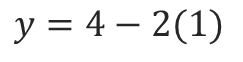 y = 4 − 2(1)